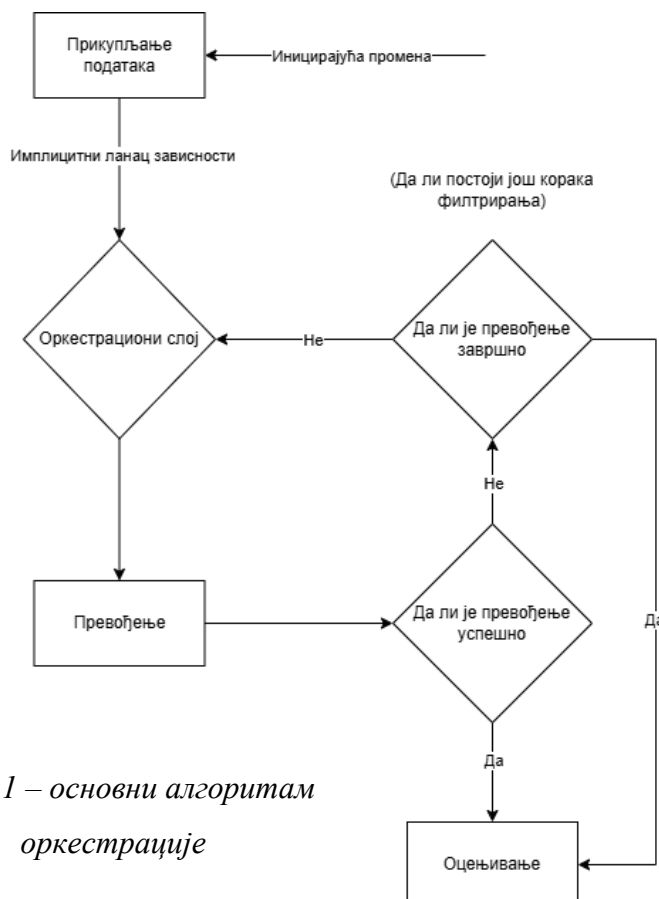 Прикупљање
података
Иницирајућа промена
Имплицитни ланац зависности
(Да ли постоји још корака
филтрирања)
Оркестрациони слој
Не
Да ли је превођење
завршно
Не
Превођење
Да ли је превођење
успешно
Да
Да
1 – основни алгоритам
оркестрације
Оцењивање